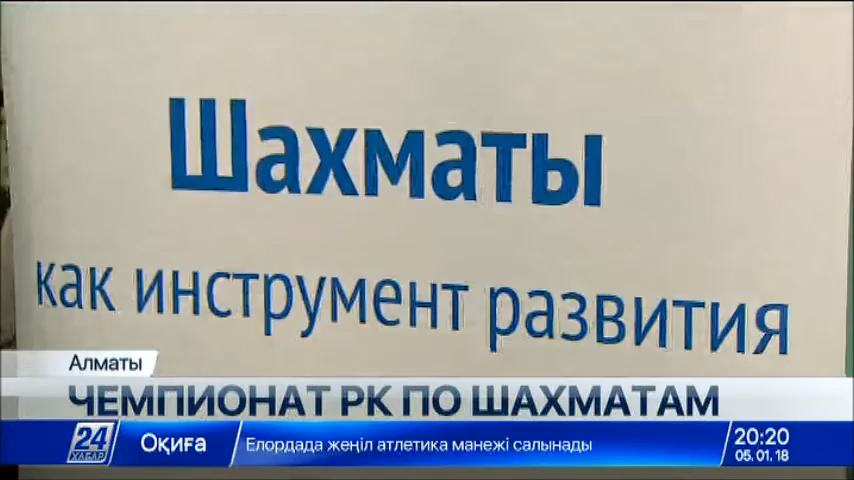 Шахматы
как инструмент развития
Алматы
ЧЕМПИОНАТ РК ПО ШАХМАТАМ
24
ХАБАР
Оқиға
Елордада жеңіл атлетика манежі салынады
20:20
05.01.18